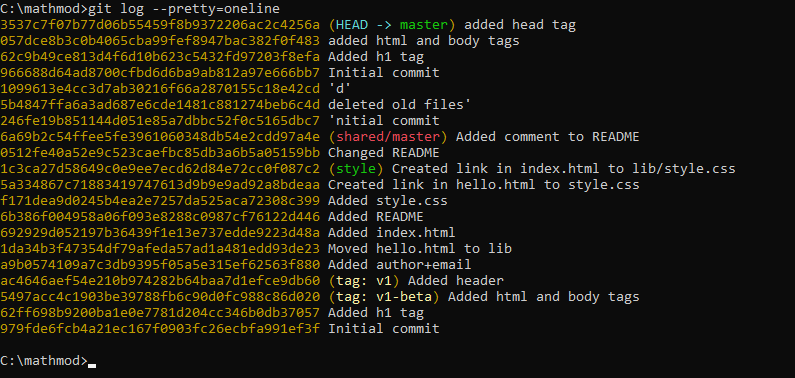 C:\mathmod>git log --pretty=oneline
3537c7f07b77d06b55459f8b9372206ac2c4256a (HEAD -> master) added head tag
057dce8b3c0b4065cba99fef8947bac382f0f483 added html and body tags
62c9b49ce813d4f6d10b623c5432fd97203f8efa Added h1 tag
966688d64ad8700cfbd6d6ba9ab812a97e666bb7 Initial commit
1099613e4cc3d7ab30216f66a2870155c18e42cd 'd'
5b4847ffa6a3ad687e6cde1481c881274beb6c4d deleted old files'
246fe19b851144d051e85a7dbbc52f0c5165dbc7 'nitial commit
6a69b2c54ffee5fe3961060348db54e2cdd97a4e (shared/master) Added comment to README
0512fe40a52e9c523caefbc85db3a6b5a05159bb Changed README
1c3ca27d58649c0e9ee7ecd62d84e72cc0f087c2 (style) Created link in index.html to lib/style.css
5a334867c71883419747613d9b9e9ad92a8bdeaa Created link in hello.html to style.css
f171dea9d0245b4ea2e7257da525aca72308c399 Added style.css
6b386f004958a06f093e8288c0987cf76122d446 Added README
692929d052197b36439f1e13e737edde9223d48a Added index.html
1da34b3f47354df79afeda57ad1a481edd93de23 Moved hello.html to lib
a9b0574109a7c3db9395f05a5e315ef62563f880 Added author+email
ac4646aef54e210b974282b64baa7d1efce9db60 (tag: v1) Added header
5497acc4c1903be39788fb6c90d0fc988c86d020 (tag: v1-beta) Added html and body tags
62ff698b9200ba1e0e7781d204cc346b0db37057 Added h1 tag
979fde6fcb4a21ec167f0903fc26ecbfa991ef3f Initial commit
C:\mathmod>